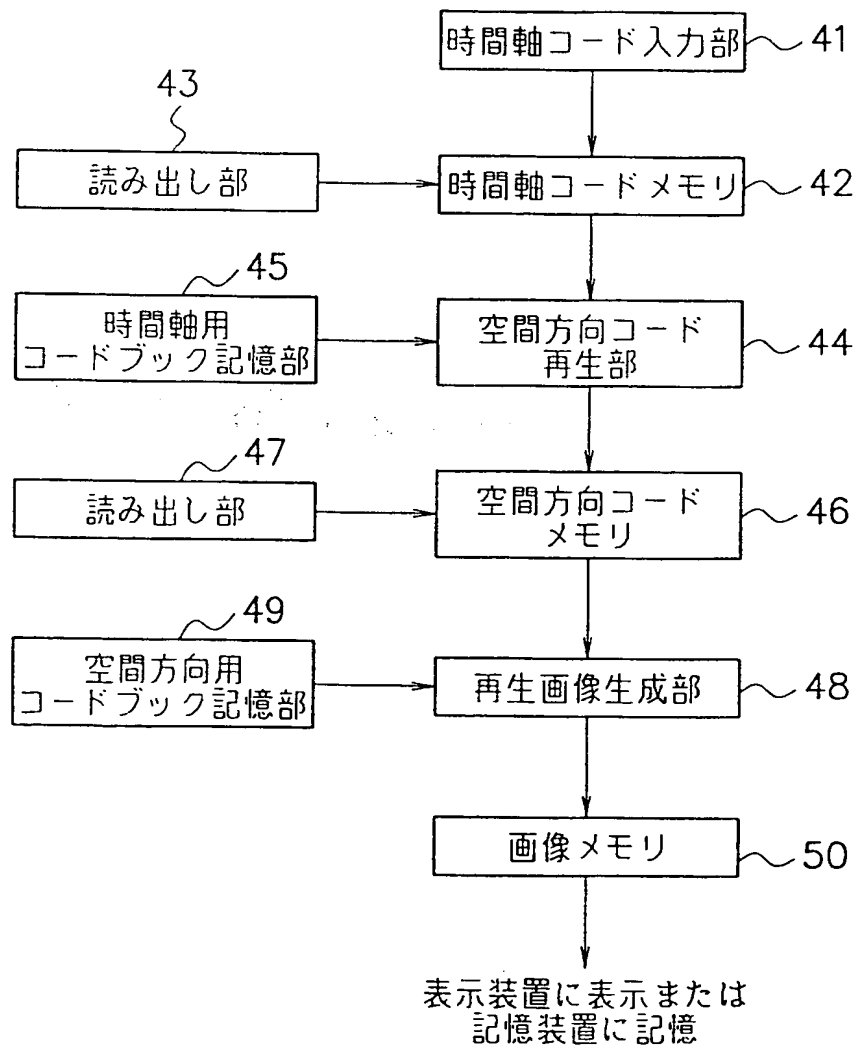 時間軸コード入力部 41
43
読み出し部
時間軸コードメモリ 42
45
時間軸用
コードブック記憶部
空間方向コード
再生部
44
47
読み出し部
空間方向コード
メモリ
46
49
空間方向用
コードブック記憶部
再生画像生成部 48
画像メモリ 50
表示装置に表示または
記憶装置に記憶